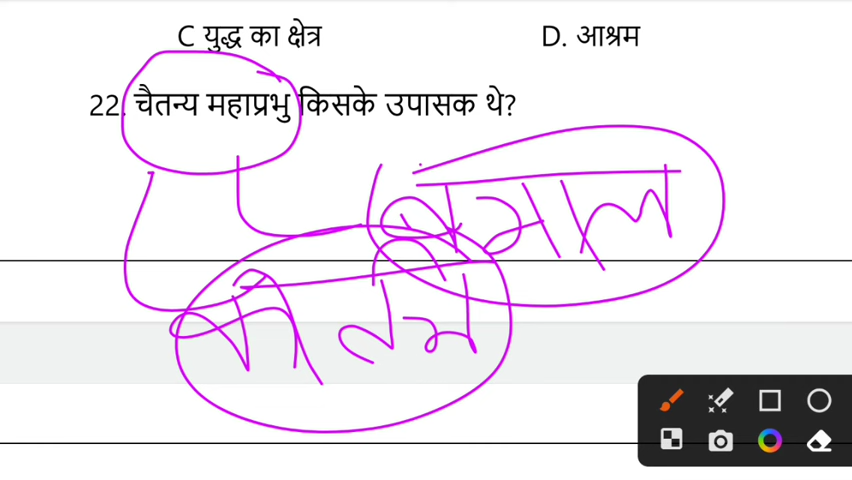 C युद्ध का क्षेत्र D. आश्रम
22. चैतन्य महाप्रभु किसके उपासक थे?
बंगाल